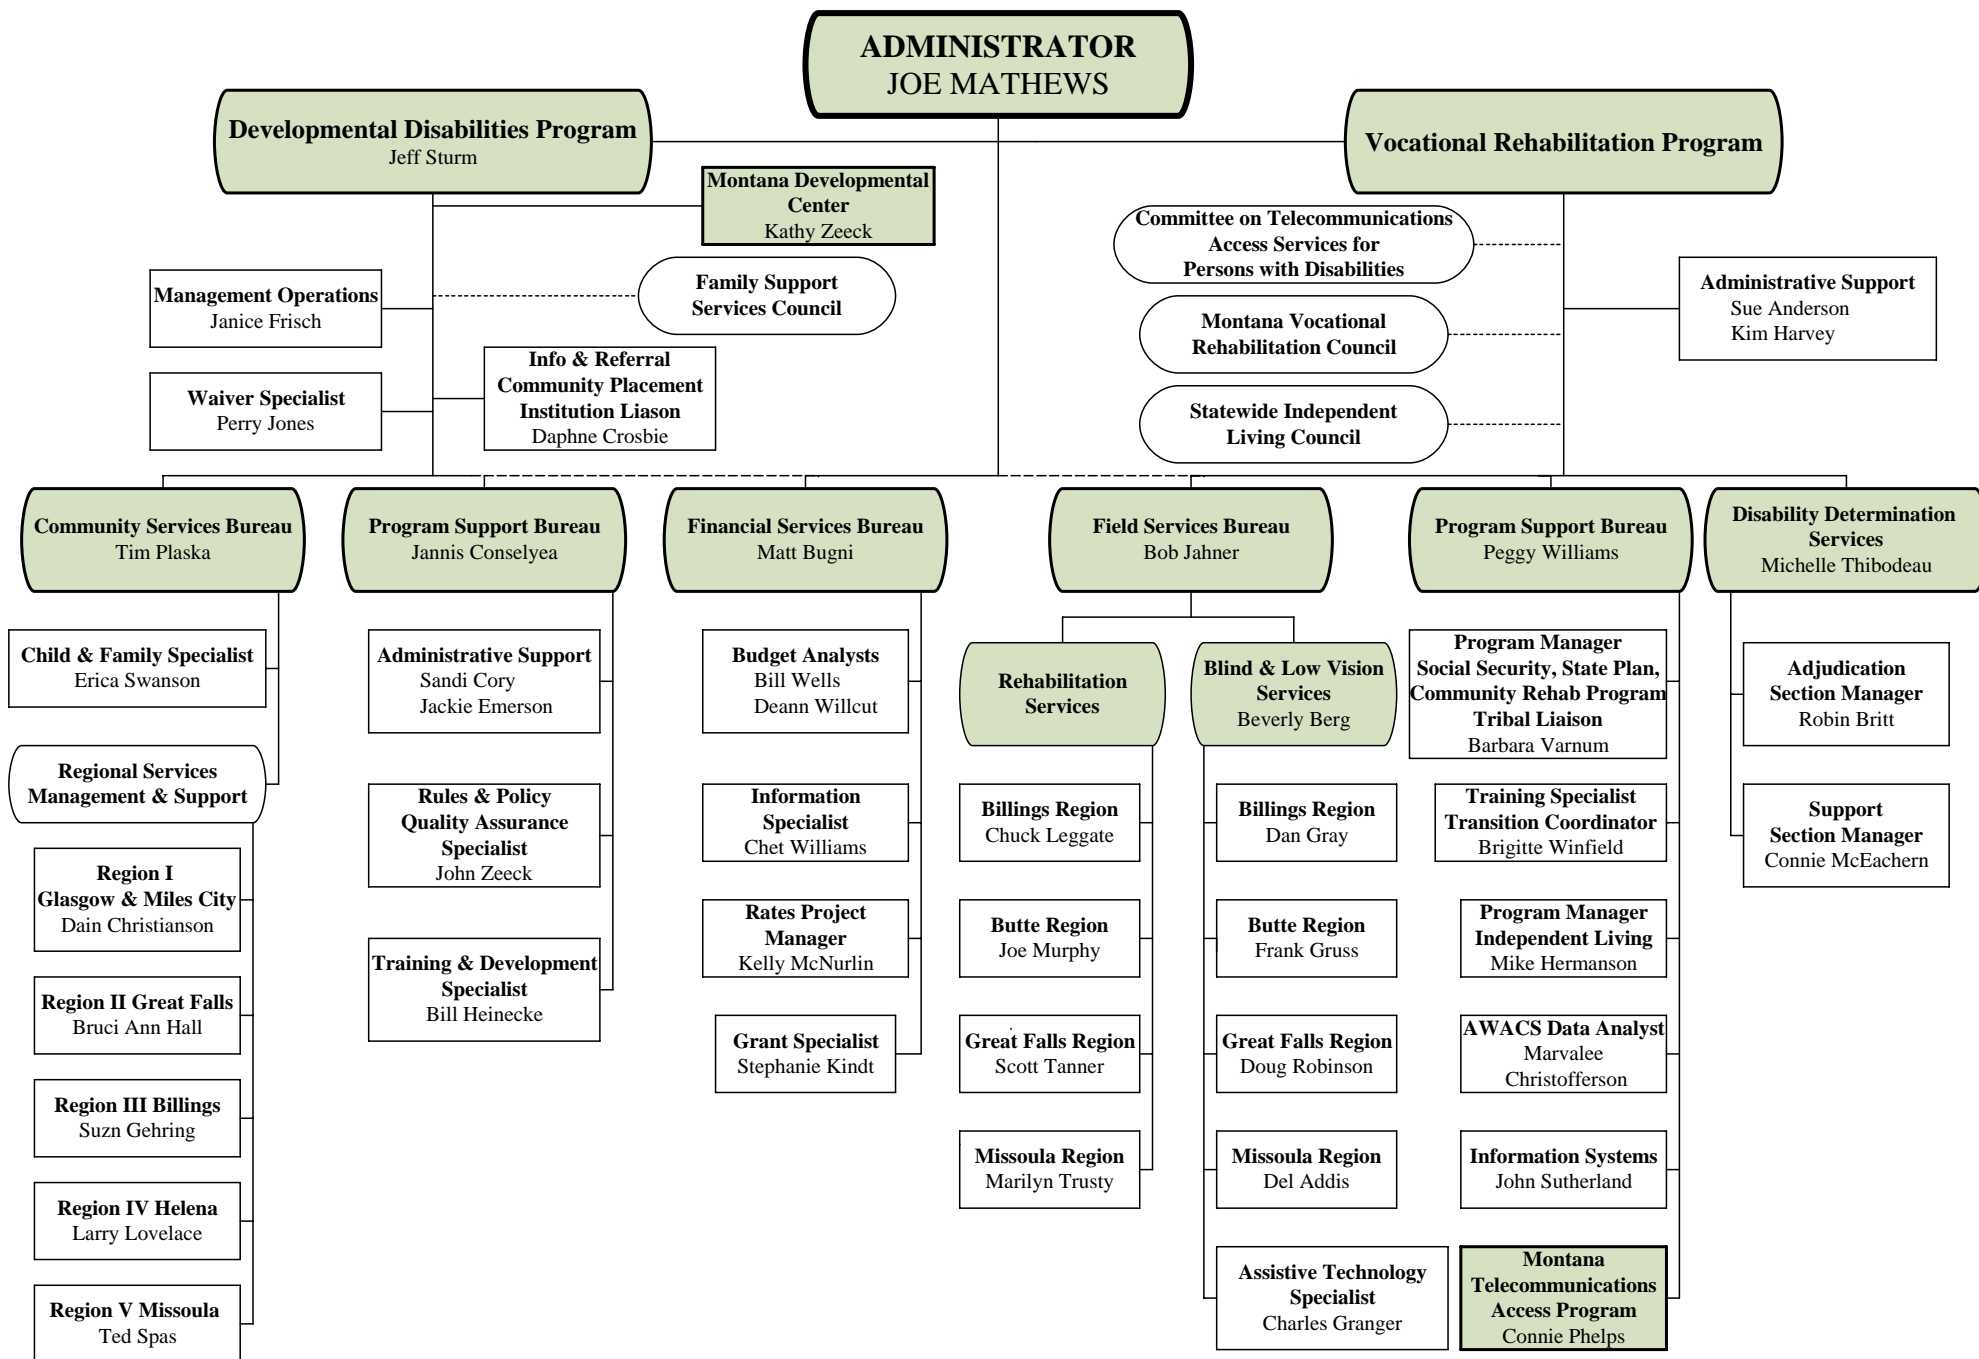 ADMINISTRATOR
JOE MATHEWS
Developmental Disabilities Program
Jeff Sturm
Vocational Rehabilitation Program
Montana Developmental
Center
Kathy Zeeck
Committee on Telecommunications
Access Services for
Persons with Disabilities
Management Operations
Janice Frisch
Family Support
Services Council
Administrative Support
Sue Anderson
Kim Harvey
Montana Vocational
Rehabilitation Council
Waiver Specialist
Perry Jones
Info & Referral
Community Placement
Institution Liason
Daphne Crosbie
Statewide Independent
Living Council
Community Services Bureau
Tim Plaska
Program Support Bureau
Jannis Conselyea
Financial Services Bureau
Matt Bugni
Field Services Bureau
Bob Jahner
Program Support Bureau
Peggy Williams
Disability Determination
Services
Michelle Thibodeau
Child & Family Specialist
Erica Swanson
Regional Services
Management & Support
Region I
Glasgow & Miles City
Dain Christianson
Region II Great Falls
Bruci Ann Hall
Region III Billings
Suzn Gehring
Region IV Helena
Larry Lovelace
Region V Missoula
Ted Spas
Administrative Support
Sandi Cory
Jackie Emerson
Rules & Policy
Quality Assurance
Specialist
John Zeeck
Training & Development
Specialist
Bill Heinecke
Budget Analysts
Bill Wells
Deann Willcut
Information
Specialist
Chet Williams
Rates Project
Manager
Kelly McNurlin
Grant Specialist
Stephanie Kindt
Rehabilitation
Services
Billings Region
Chuck Leggate
Butte Region
Joe Murphy
Great Falls Region
Scott Tanner
Missoula Region
Marilyn Trusty
Blind & Low Vision
Services
Beverly Berg
Billings Region
Dan Gray
Butte Region
Frank Gruss
Great Falls Region
Doug Robinson
Missoula Region
Del Addis
Assistive Technology
Specialist
Charles Granger
Program Manager
Social Security, State Plan,
Community Rehab Program
Tribal Liaison
Barbara Varnum
Training Specialist
Transition Coordinator
Brigitte Winfield
Program Manager
Independent Living
Mike Hermanson
AWACS Data Analyst
Marvalee
Christofferson
Information Systems
John Sutherland
Montana
Telecommunications
Access Program
Connie Phelps
Adjudication
Section Manager
Robin Britt
Support
Section Manager
Connie McEachern